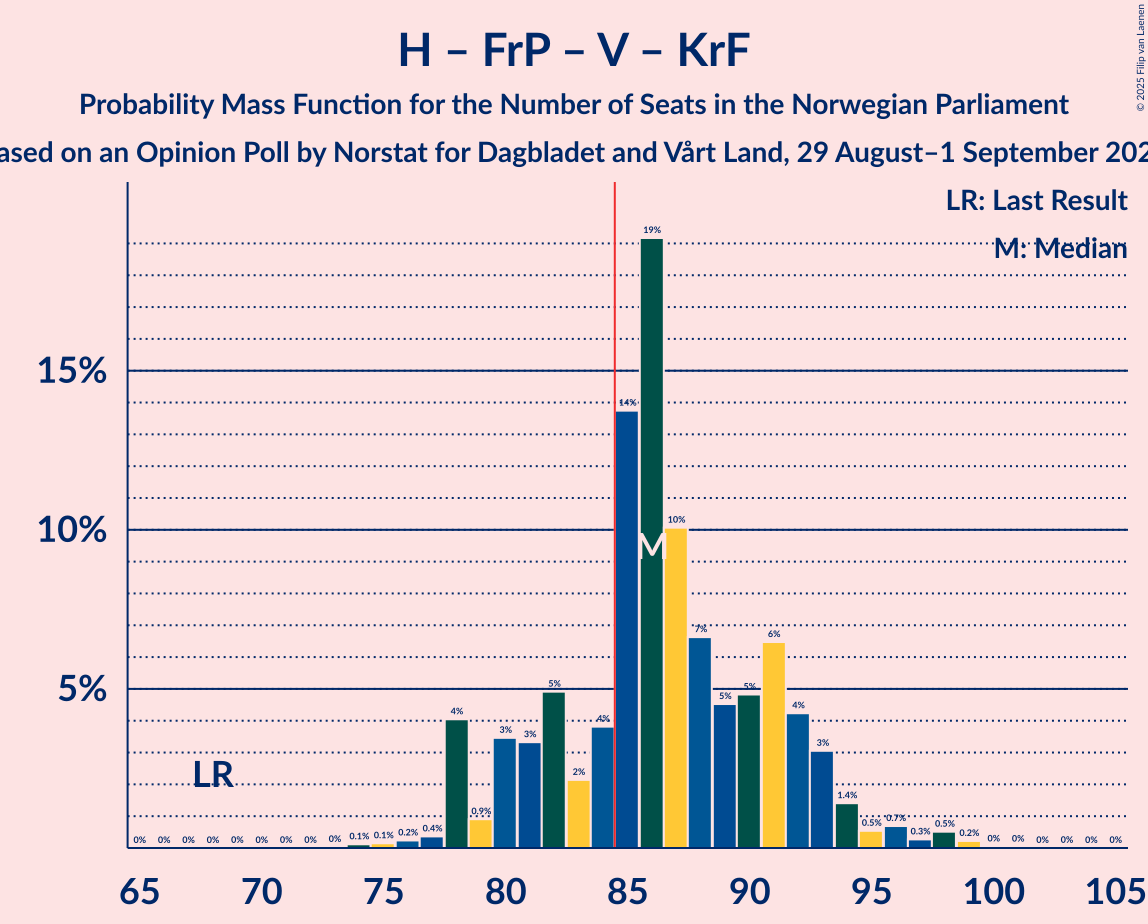 H – FrP – V – KrF
Probability Mass Function for the Number of Seats in the Norwegian Parliament
ased on an Opinion Poll by Norstat for Dagbladet and Vårt Land, 29 August–1 September 202
© 2025 Filip van Laenen
LR: Last Result
M: Median
15%
10%
5%
LR
M
0% 0% 0% 0% 0% 0% 0% 0% 0% 0.1% 0.1% 0.2% 0.4% 4% 0.9% 3% 3% 5% 2% 4% 14% 19% 10% 7% 5% 5% 6% 4% 3% 1.4% 0.5% 0.7% 0.3% 0.5% 0.2% 0% 0% 0% 0% 0% 0%
65 70 75 80 85 90 95 100 105